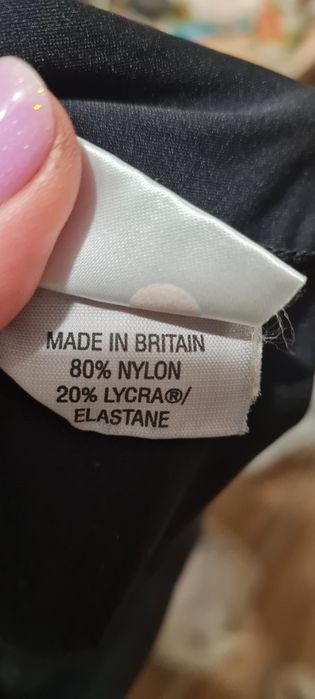 MADE IN BRITAIN
80% NYLON
20% LYCRA®/
ELASTANE